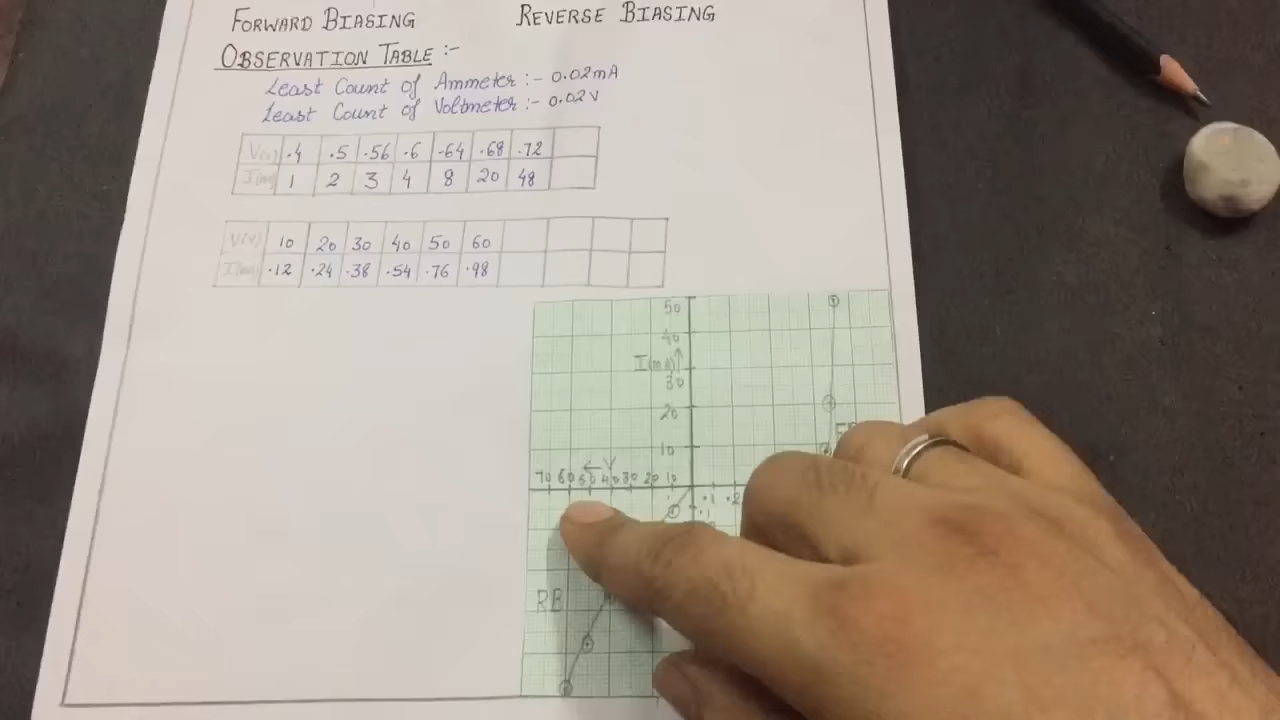 FORWARD BIASING
REVERSE BIASING
OBSERVATION TABLE :-
Least Count of Ammeter :- 0.02mA
Least Count of Voltmeter :- 0.02V
V(v) .4 .5 .56 .6 .64 .68 .72
1 2 3 4 8 20 48
V(v) 10 20 30 40 50 60
.12 .24 .38 .54 .76 .98
50
40
I(mA)
30
20
10
V
70 60 50 40 30 20 10 .1 .2
.1
RB